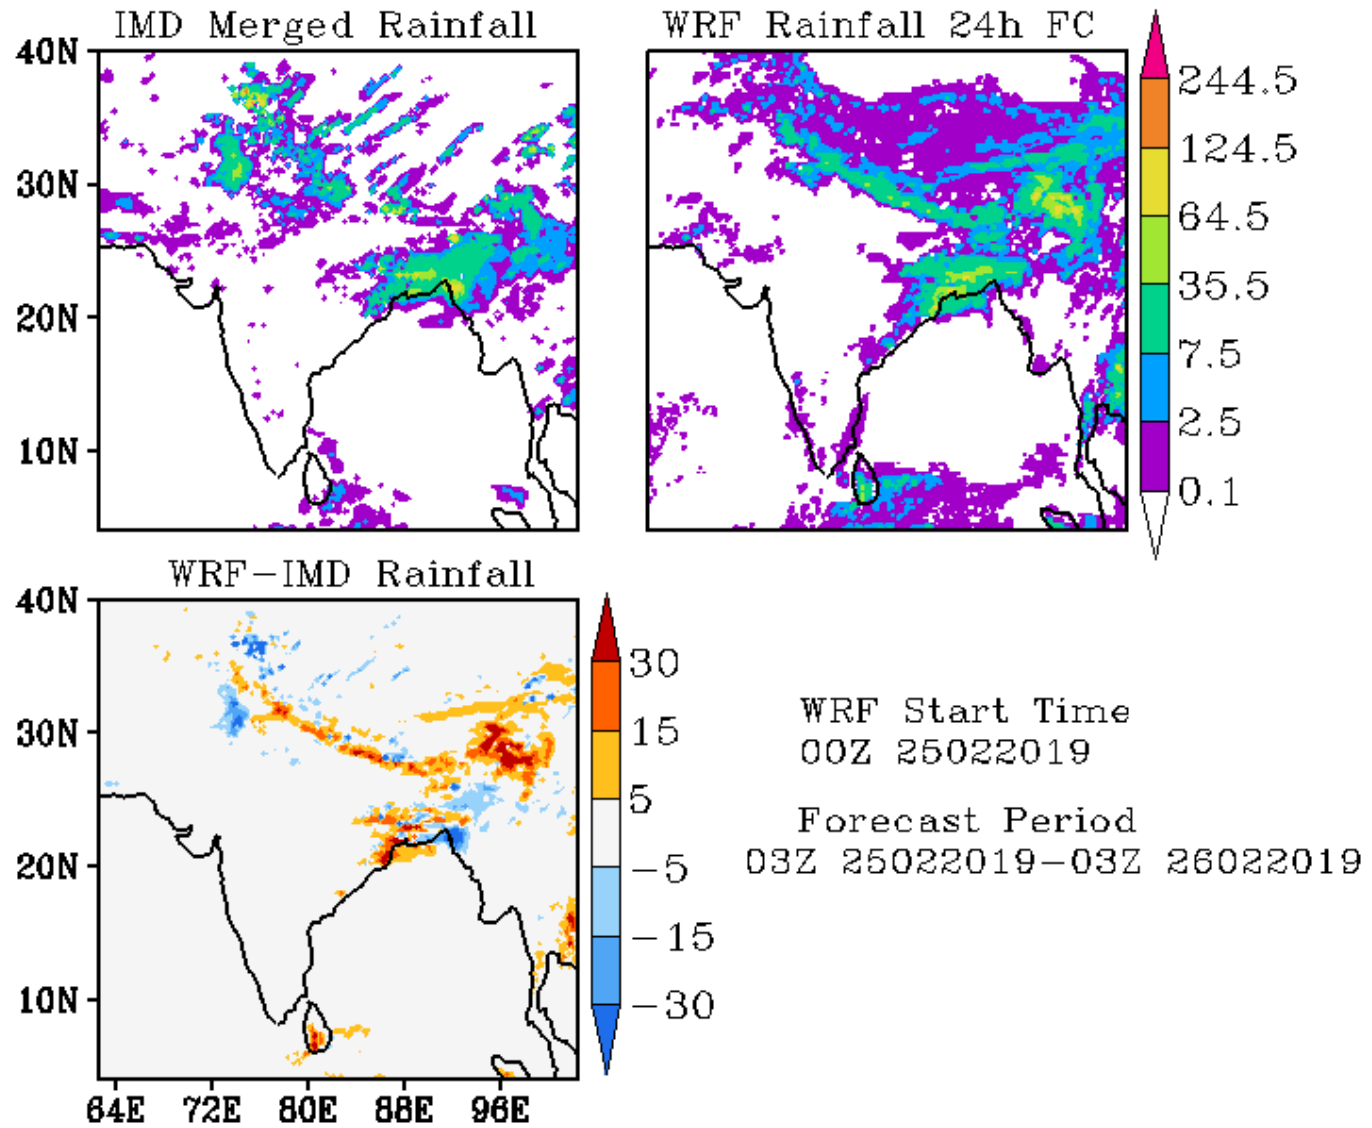 IMD Merged Rainfall
WRF Rainfall 24h FC
40N
30N
20N
10N
244.5
124.5
64.5
35.5
7.5
2.5
0.1
WRF-IMD Rainfall
40N
30N
20N
10N
64E 72E 80E 88E 96E
30
15
5
-5
-15
-30
WRF Start Time
00Z 25022019
Forecast Period
03Z 25022019-03Z 26022019